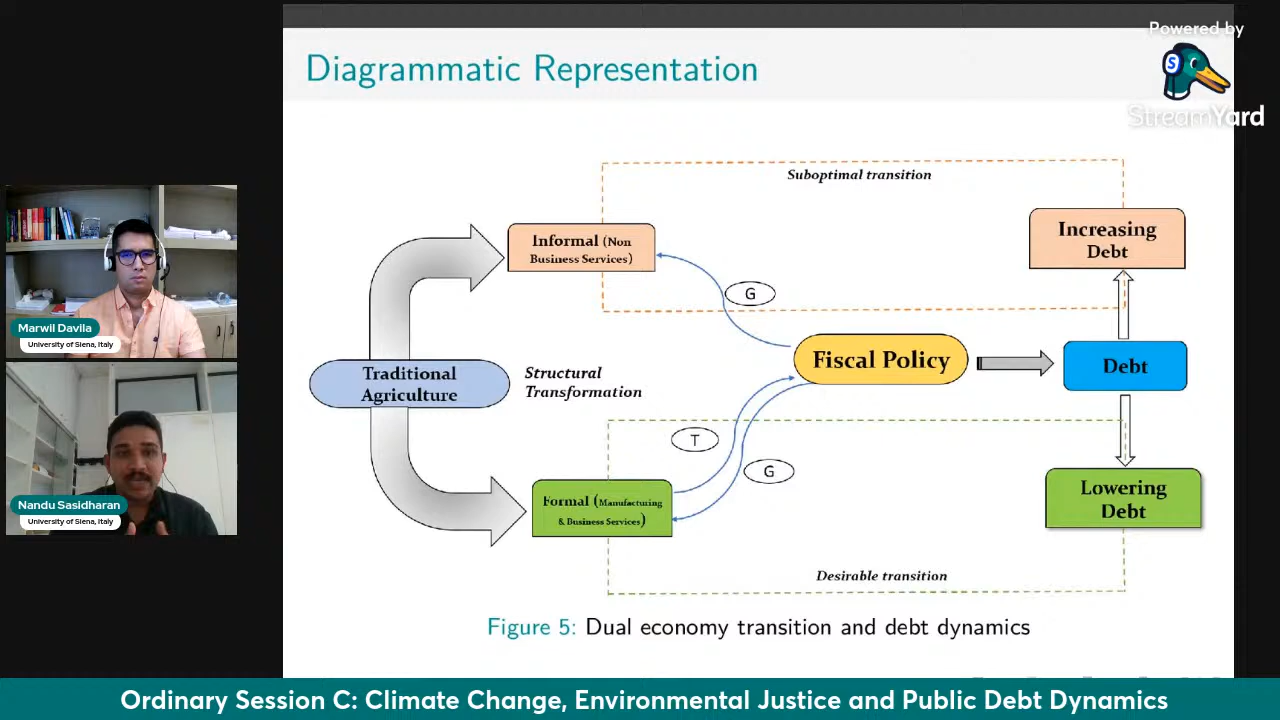 Powered by
StreamYard
Diagrammatic Representation
Suboptimal transition
Informal (Non
Business Services)
Increasing
Debt
G
Fiscal Policy
Debt
Traditional
Agriculture
Structural
Transformation
T
G
Formal (Manufacturing
& Business Services)
Lowering
Debt
Desirable transition
Figure 5: Dual economy transition and debt dynamics
Marwil Davila
University of Siena, Italy
Nandu Sasidharan
University of Siena, Italy
Ordinary Session C: Climate Change, Environmental Justice and Public Debt Dynamics